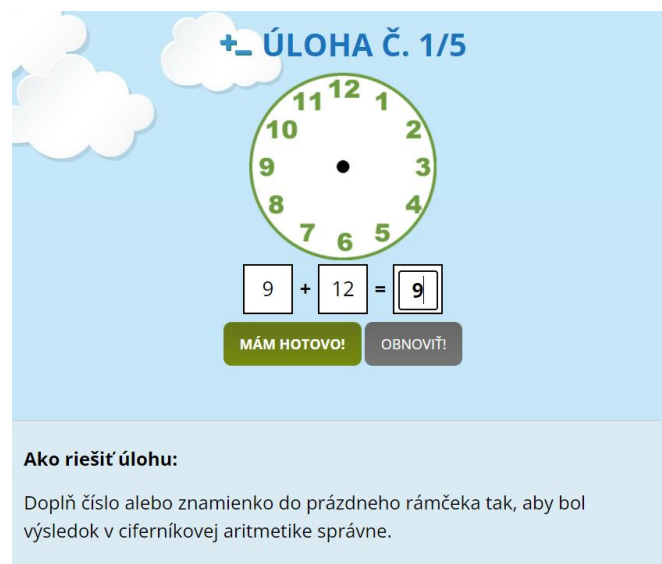 +- ÚLOHA Č. 1/5
12
11 1
10 2
9 3
8 4
7 5
6
9 + 12 = 9
MÁM HOTOVO! OBNOVIŤ!
Ako riešiť úlohu:
Doplň číslo alebo znamienko do prázdneho rámčeka tak, aby bol
výsledok v ciferníkovej aritmetike správne.